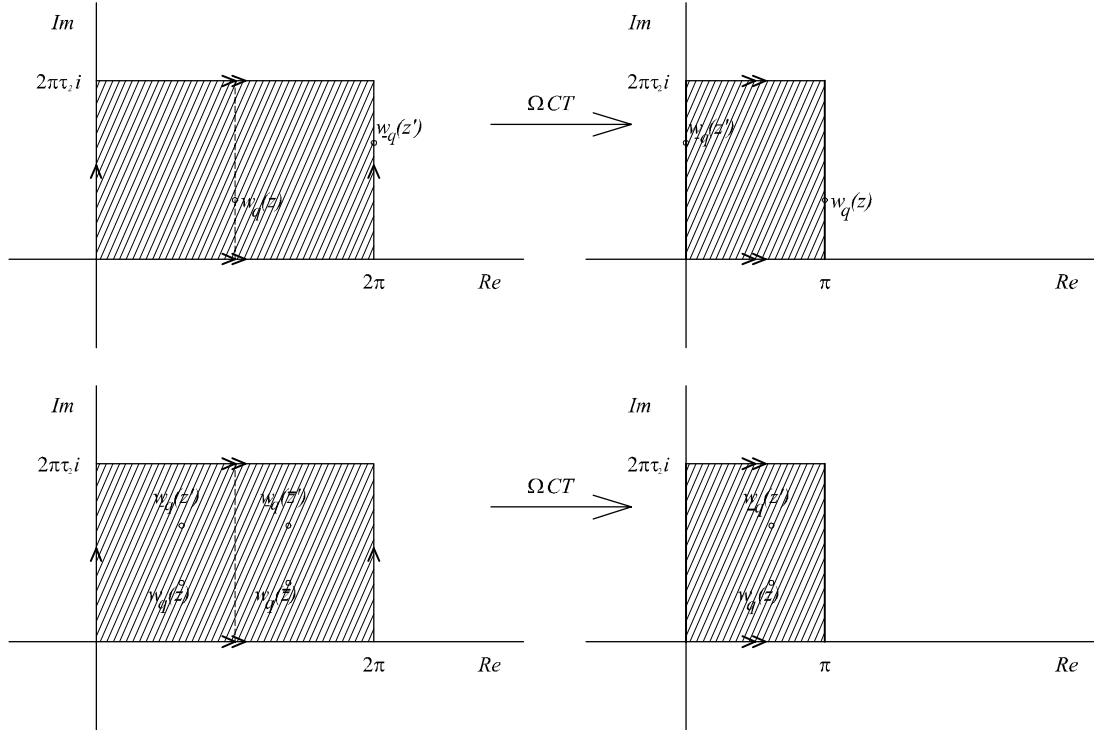 Im Im
2πτ₂i 2πτ₂i
ΩCT
w_{-q}(z') w_{-q}(z')
w_q(z) w_q(z)
2π Re π Re
Im Im
2πτ₂i 2πτ₂i
ΩCT
w_{-q}(z') w_{-q}(z̄') w_{-q}(z')
w_q(z) w_q(z̄) w_q(z)
2π Re π Re